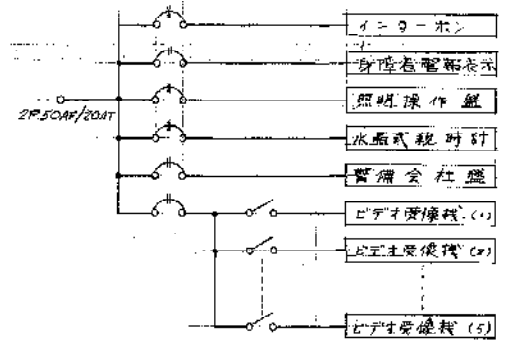 インターホン
身障者警報表示
照明操作盤
2P50AF/20AT
水晶式親時計
警備会社盤
ビデオ受像機(1)
ビデオ受像機(2)
ビデオ受像機(5)